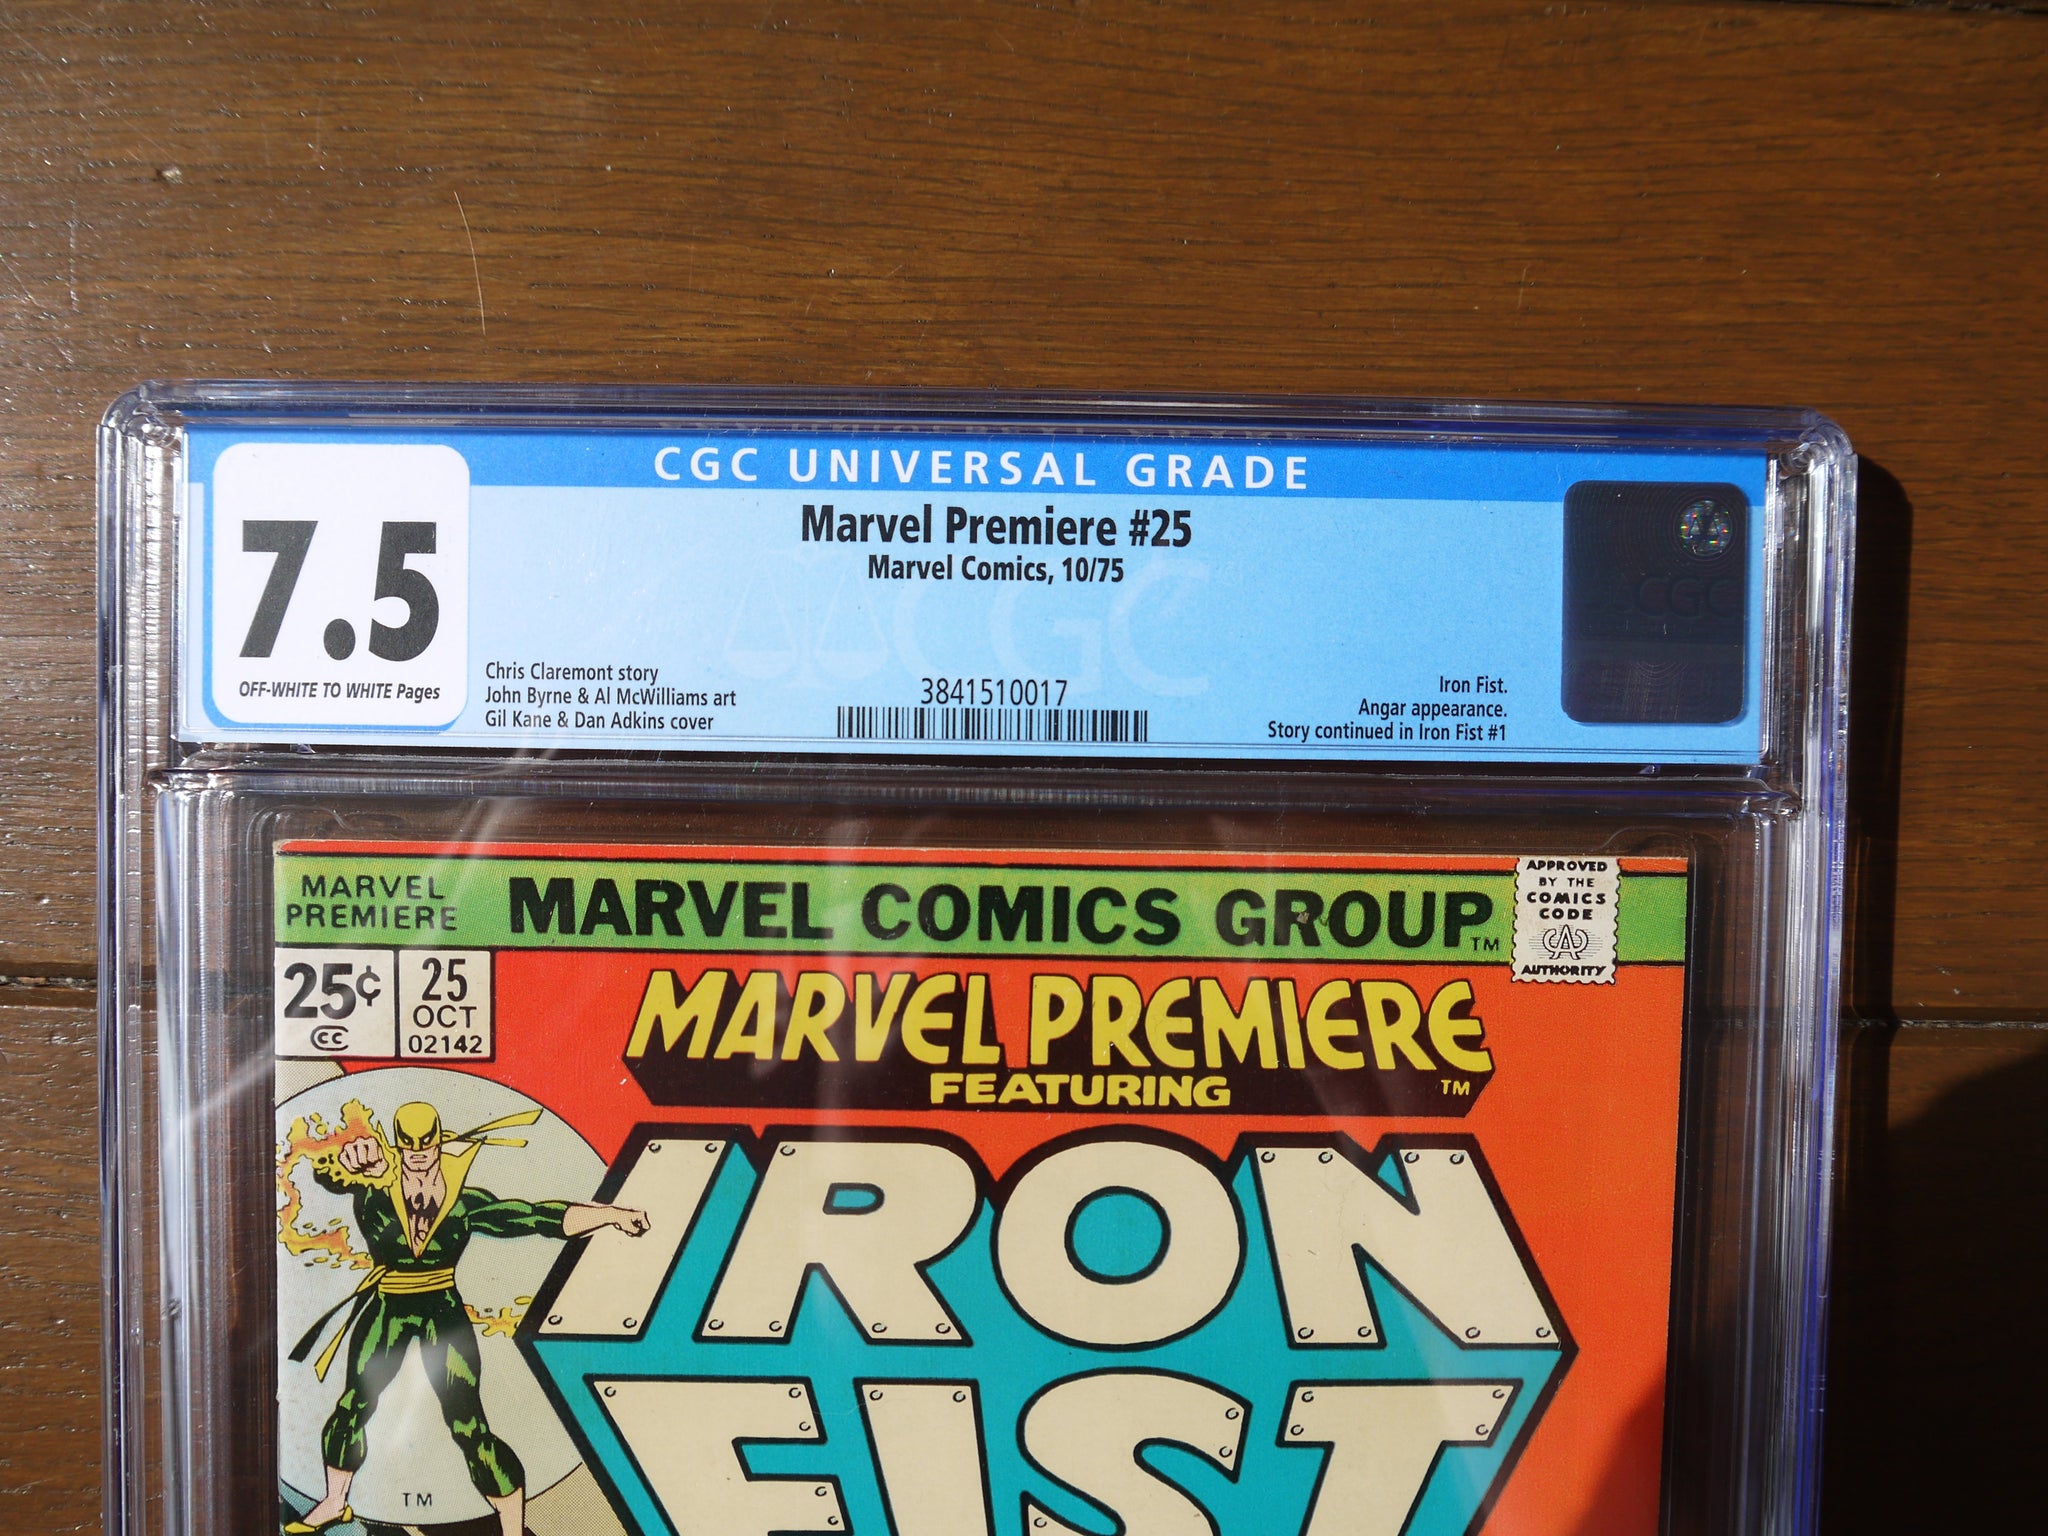 CGC UNIVERSAL GRADE
7.5
OFF-WHITE TO WHITE Pages
Marvel Premiere #25
Marvel Comics, 10/75
CGC
Chris Claremont story
John Byrne & Al McWilliams art
Gil Kane & Dan Adkins cover
3841510017
Iron Fist.
Angar appearance.
Story continued in Iron Fist #1
CGC
MARVEL
PREMIERE
MARVEL COMICS GROUP TM
APPROVED
BY THE
COMICS
CODE
CA
AUTHORITY
25¢
CC
25
OCT
02142
MARVEL PREMIERE
FEATURING TM
IRON
FIST
TM